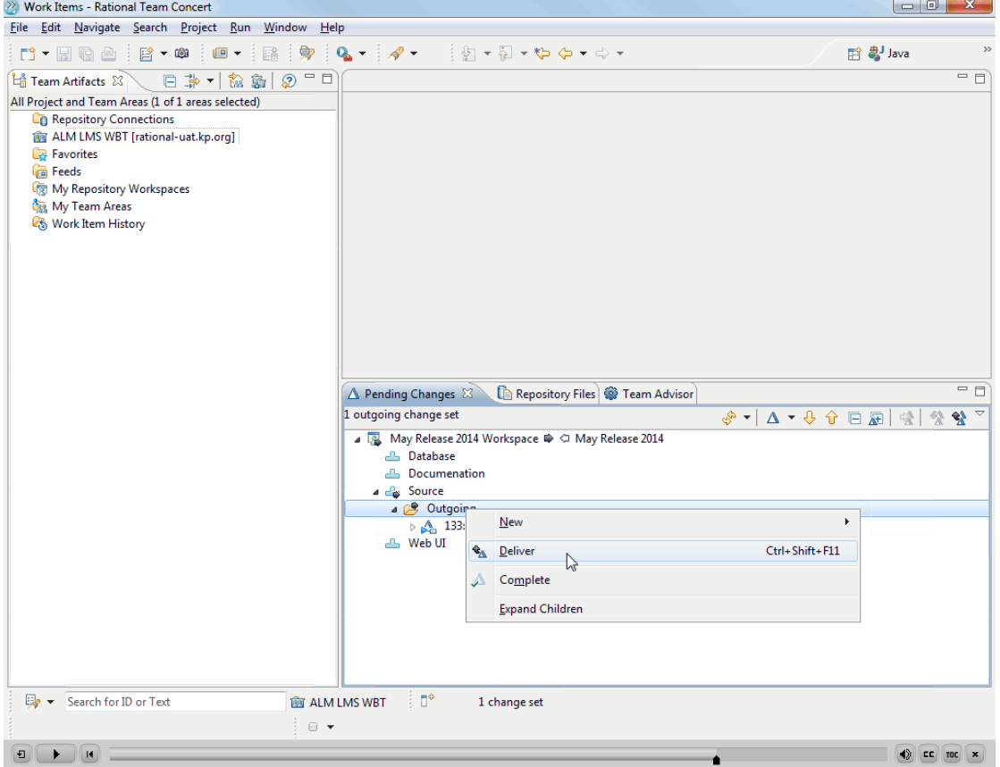 Work Items - Rational Team Concert
File Edit Navigate Search Project Run Window Help
Java
Team Artifacts
All Project and Team Areas (1 of 1 areas selected)
Repository Connections
ALM LMS WBT [rational-uat.kp.org]
Favorites
Feeds
My Repository Workspaces
My Team Areas
Work Item History
Pending Changes Repository Files Team Advisor
1 outgoing change set
May Release 2014 Workspace May Release 2014
Database
Documenation
Source
Outgoing
133:
Web UI
New
Deliver Ctrl+Shift+F11
Complete
Expand Children
Search for ID or Text ALM LMS WBT 1 change set
CC TOC